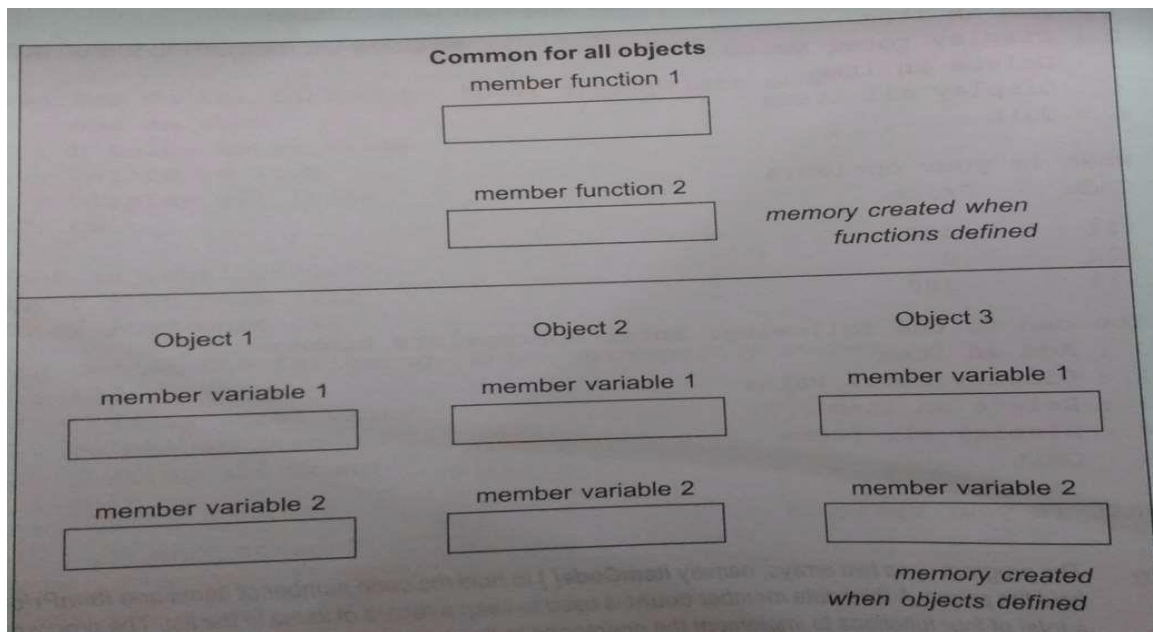 Common for all objects
member function 1
member function 2
memory created when
functions defined
Object 1
Object 2
Object 3
member variable 1
member variable 1
member variable 1
member variable 2
member variable 2
member variable 2
memory created
when objects defined